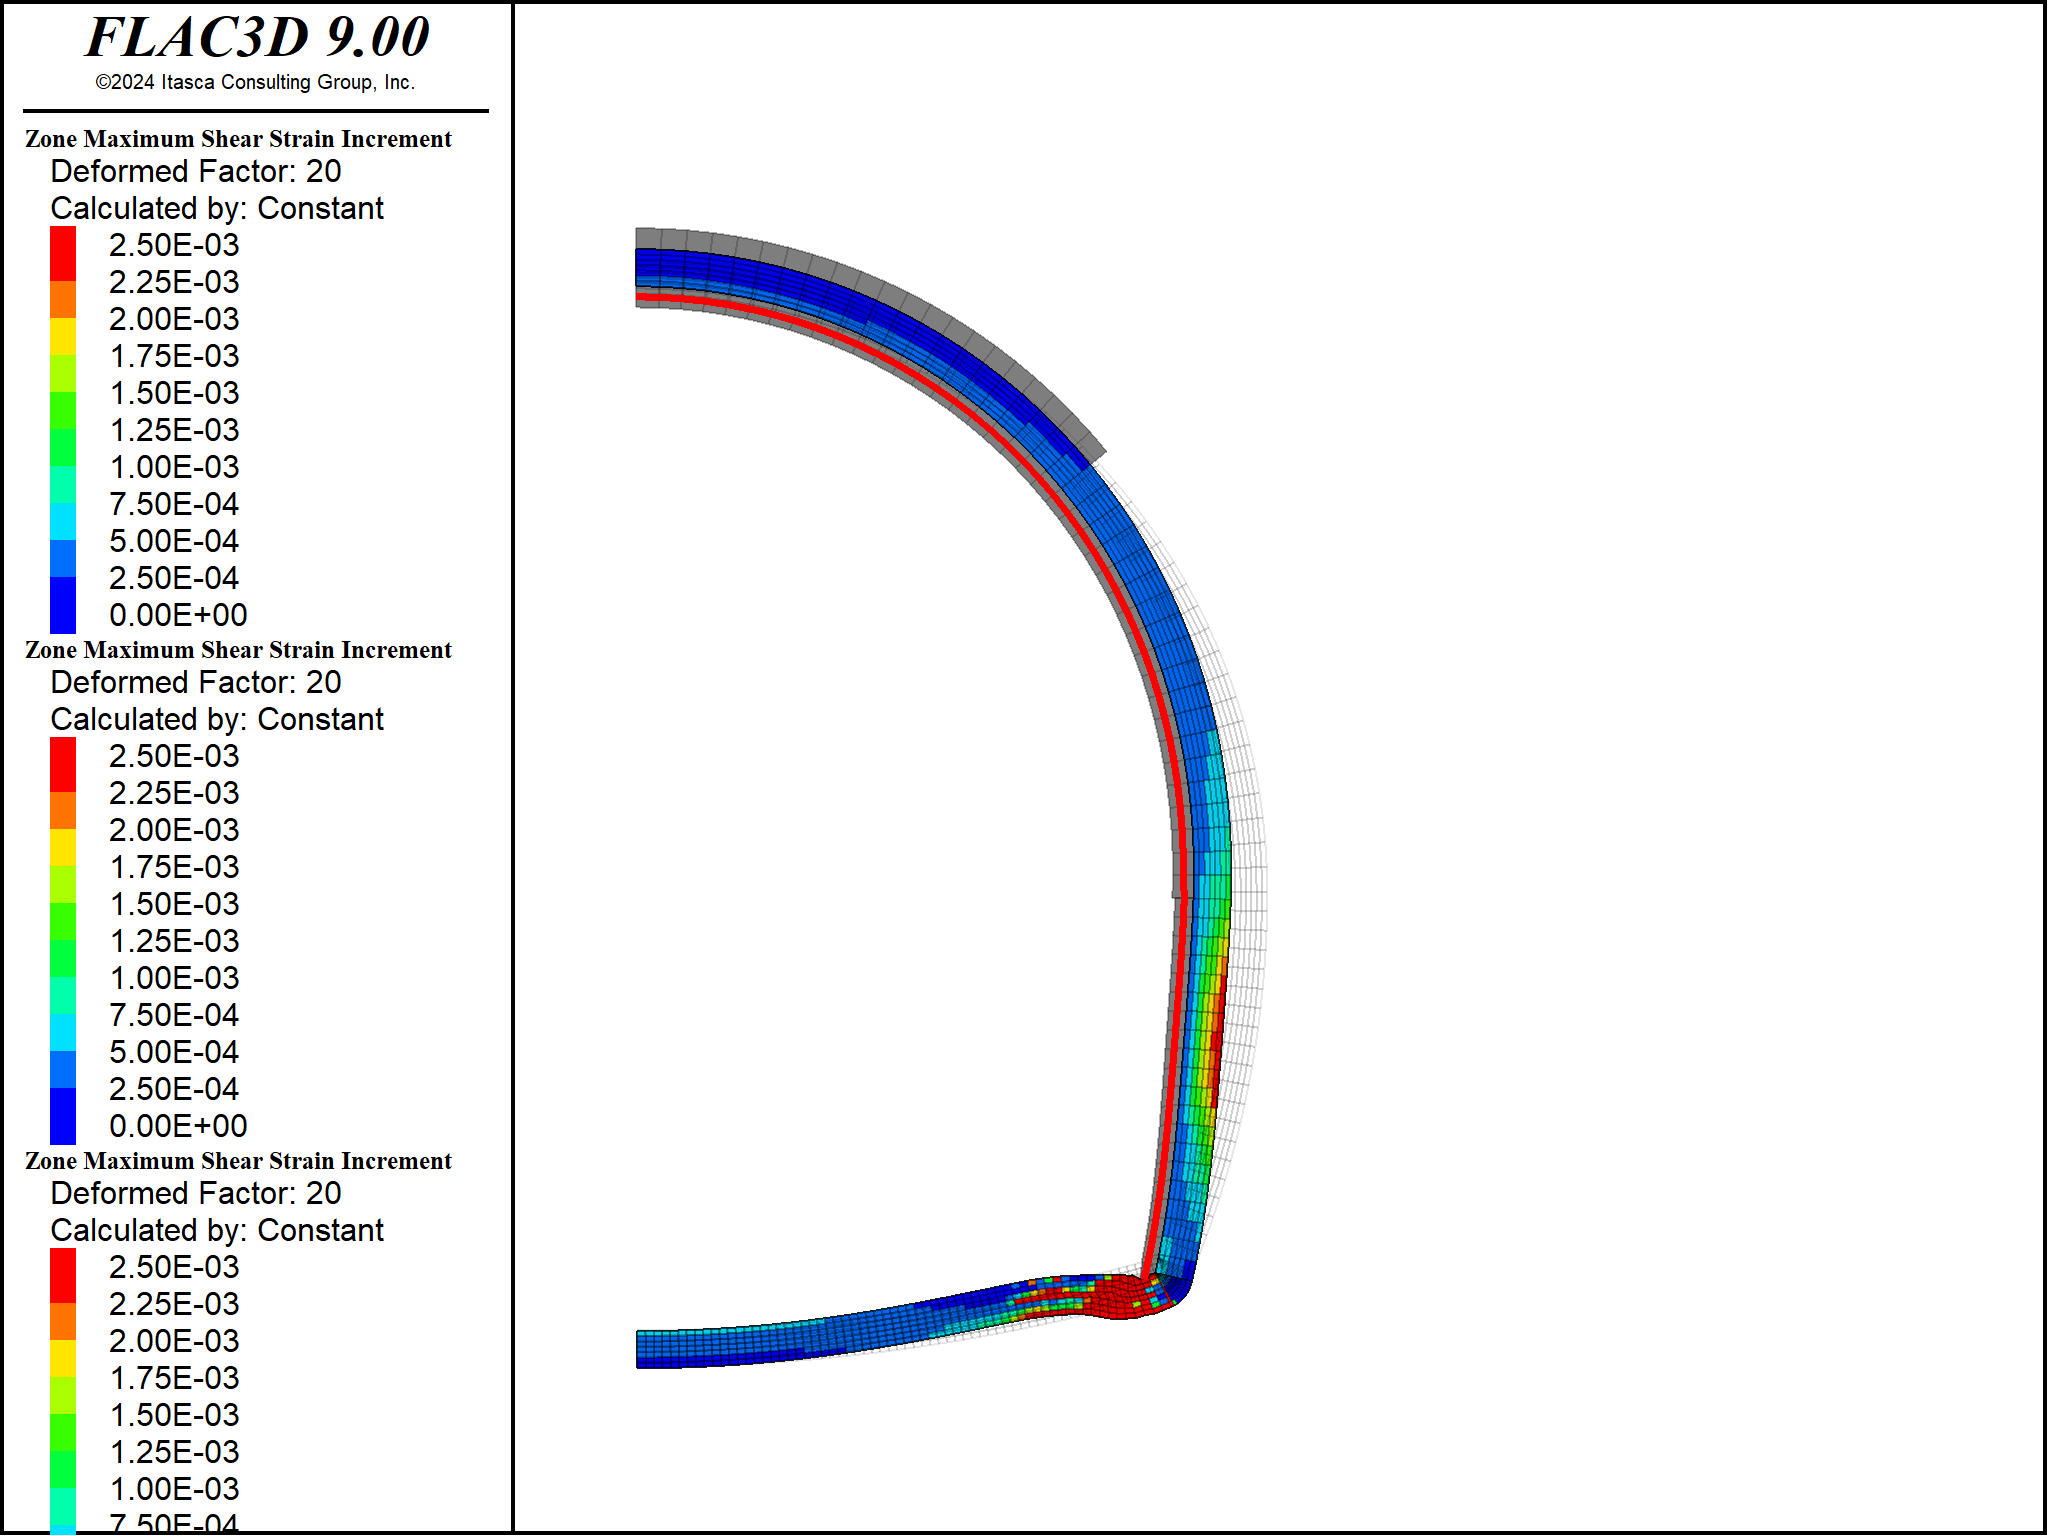 FLAC3D 9.00
©2024 Itasca Consulting Group, Inc.
Zone Maximum Shear Strain Increment
Deformed Factor: 20
Calculated by: Constant
2.50E-03
2.25E-03
2.00E-03
1.75E-03
1.50E-03
1.25E-03
1.00E-03
7.50E-04
5.00E-04
2.50E-04
0.00E+00
Zone Maximum Shear Strain Increment
Deformed Factor: 20
Calculated by: Constant
2.50E-03
2.25E-03
2.00E-03
1.75E-03
1.50E-03
1.25E-03
1.00E-03
7.50E-04
5.00E-04
2.50E-04
0.00E+00
Zone Maximum Shear Strain Increment
Deformed Factor: 20
Calculated by: Constant
2.50E-03
2.25E-03
2.00E-03
1.75E-03
1.50E-03
1.25E-03
1.00E-03
7.50E-04